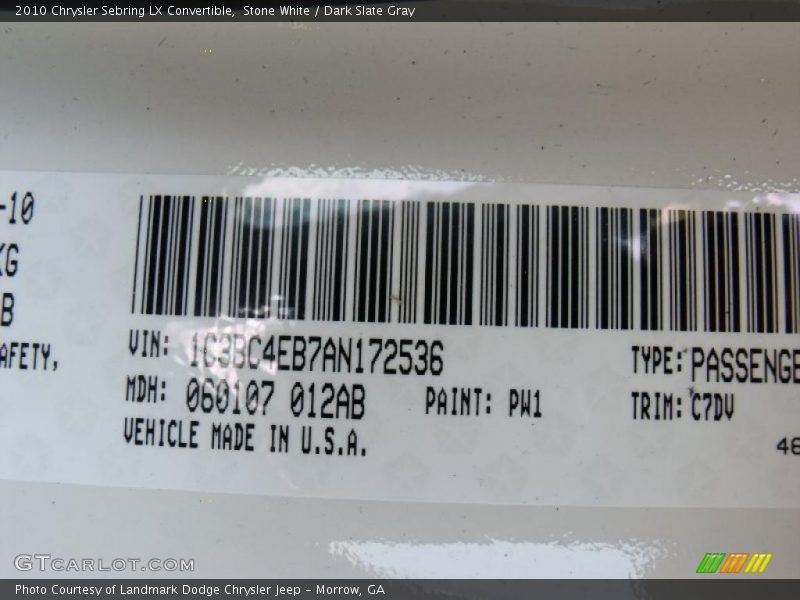 2010 Chrysler Sebring LX Convertible, Stone White / Dark Slate Gray
-10
KG
B
AFETY,
VIN: 1C3BC4EB7AN172536
TYPE: PASSENGE
MDH: 060107 012AB
PAINT: PW1
TRIM: C7DV
VEHICLE MADE IN U.S.A.
48
GTCARLOT.COM
Photo Courtesy of Landmark Dodge Chrysler Jeep – Morrow, GA